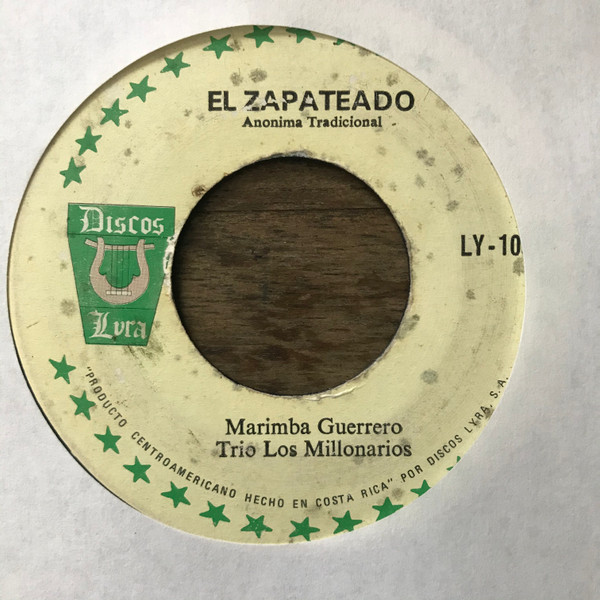 EL ZAPATEADO
Anonima Tradicional
Discos
Lyra
LY-10
Marimba Guerrero
Trio Los Millonarios
"PRODUCTO CENTROAMERICANO HECHO EN COSTA RICA" POR DISCOS LYRA, S.A.